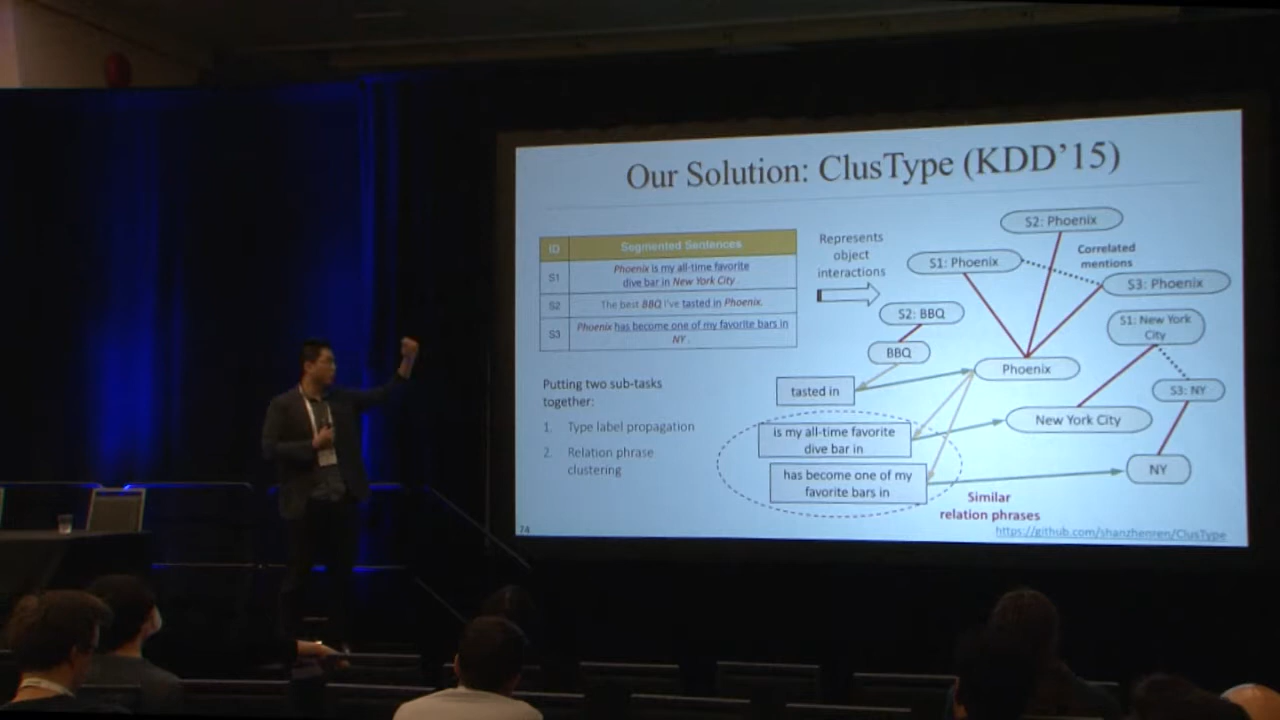 Our Solution: ClusType (KDD'15)
ID
Segmented Sentences
S1
Phoenix is my all-time favorite
dive bar in New York City .
S2
The best BBQ I've tasted in Phoenix.
S3
Phoenix has become one of my favorite bars in
NY .
Putting two sub-tasks
together:
1. Type label propagation
2. Relation phrase
clustering
Represents
object
interactions
S2: Phoenix
S1: Phoenix
Correlated
mentions
S3: Phoenix
S2: BBQ
S1: New York
City
BBQ
Phoenix
tasted in
S3: NY
New York City
is my all-time favorite
dive bar in
has become one of my
favorite bars in
NY
Similar
relation phrases
https://github.com/shanzhenren/ClusType
74